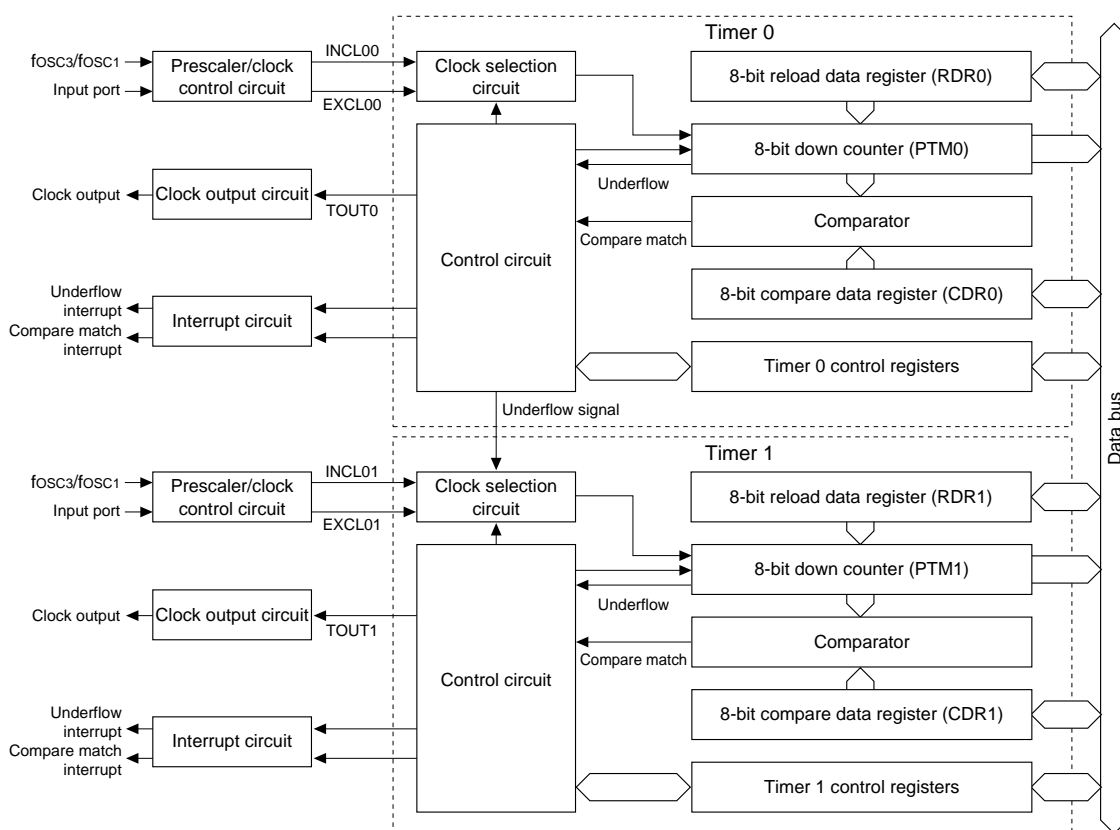 Timer 0
fOSC3/fOSC1
Input port
Prescaler/clock
control circuit
INCL00
EXCL00
Clock selection
circuit
8-bit reload data register (RDR0)
8-bit down counter (PTM0)
Underflow
Clock output
Clock output circuit
TOUT0
Control circuit
Compare match
Comparator
8-bit compare data register (CDR0)
Underflow
interrupt
Compare match
interrupt
Interrupt circuit
Timer 0 control registers
Underflow signal
Data bus
Timer 1
fOSC3/fOSC1
Input port
Prescaler/clock
control circuit
INCL01
EXCL01
Clock selection
circuit
8-bit reload data register (RDR1)
8-bit down counter (PTM1)
Underflow
Clock output
Clock output circuit
TOUT1
Control circuit
Compare match
Comparator
8-bit compare data register (CDR1)
Underflow
interrupt
Compare match
interrupt
Interrupt circuit
Timer 1 control registers